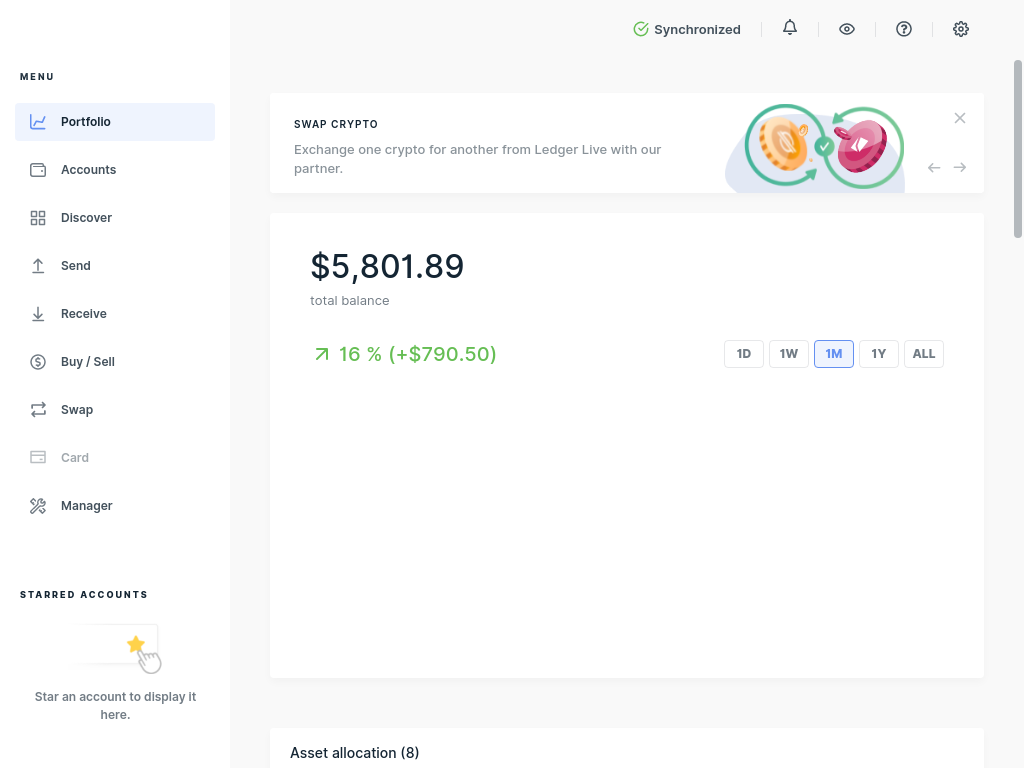 Synchronized
MENU
Portfolio
Accounts
Discover
Send
Receive
Buy / Sell
Swap
Card
Manager
STARRED ACCOUNTS
Star an account to display it
here.
SWAP CRYPTO
Exchange one crypto for another from Ledger Live with our
partner.
$5,801.89
total balance
16 % (+$790.50)
1D
1W
1M
1Y
ALL
Asset allocation (8)